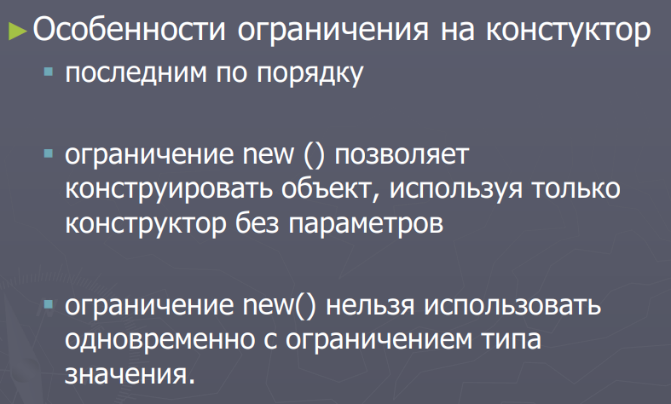 Особенности ограничения на констуктор
последним по порядку
ограничение new () позволяет
конструировать объект, используя только
конструктор без параметров
ограничение new() нельзя использовать
одновременно с ограничением типа
значения.